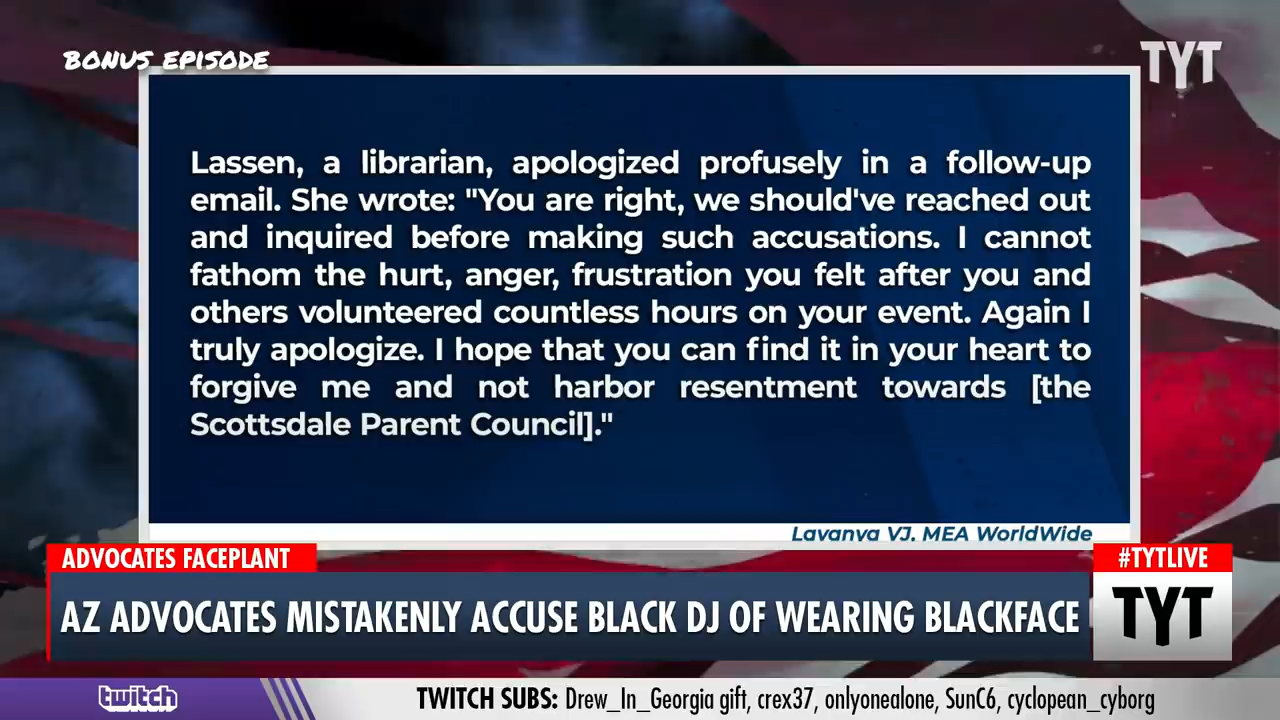 BONUS EPISODE
TYT
Lassen, a librarian, apologized profusely in a follow-up
email. She wrote: "You are right, we should've reached out
and inquired before making such accusations. I cannot
fathom the hurt, anger, frustration you felt after you and
others volunteered countless hours on your event. Again I
truly apologize. I hope that you can find it in your heart to
forgive me and not harbor resentment towards [the
Scottsdale Parent Council]."
Lavanya VJ, MEA WorldWide
ADVOCATES FACEPLANT
#TYTLIVE
AZ ADVOCATES MISTAKENLY ACCUSE BLACK DJ OF WEARING BLACKFACE
TYT
twitch
TWITCH SUBS: Drew_In_Georgia gift, crex37, onlyonealone, SunC6, cyclopean_cyborg